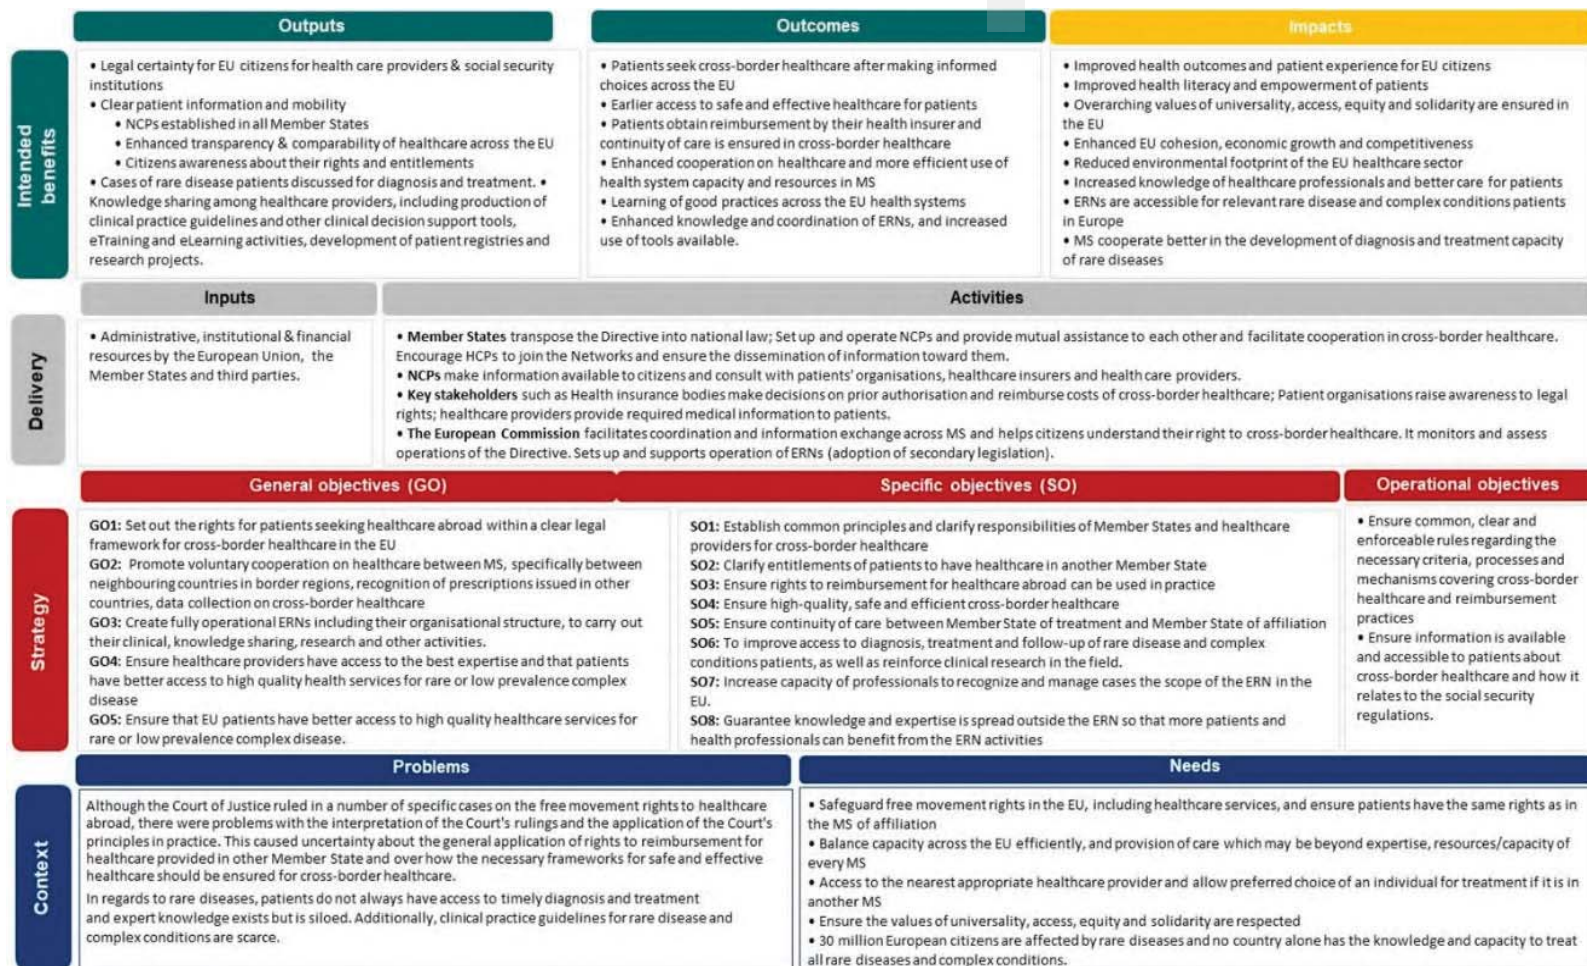 Outputs
Outcomes
Impacts
Intended
benefits
• Legal certainty for EU citizens for health care providers & social security
institutions
• Clear patient information and mobility
• NCPs established in all Member States
• Enhanced transparency & comparability of healthcare across the EU
• Citizens awareness about their rights and entitlements
• Cases of rare disease patients discussed for diagnosis and treatment. •
Knowledge sharing among healthcare providers, including production of
clinical practice guidelines and other clinical decision support tools,
eTraining and eLearning activities, development of patient registries and
research projects.
• Patients seek cross-border healthcare after making informed
choices across the EU
• Earlier access to safe and effective healthcare for patients
• Patients obtain reimbursement by their health insurer and
continuity of care is ensured in cross-border healthcare
• Enhanced cooperation on healthcare and more efficient use of
health system capacity and resources in MS
• Learning of good practices across the EU health systems
• Enhanced knowledge and coordination of ERNs, and increased
use of tools available.
• Improved health outcomes and patient experience for EU citizens
• Improved health literacy and empowerment of patients
• Overarching values of universality, access, equity and solidarity are ensured in
the EU
• Enhanced EU cohesion, economic growth and competitiveness
• Reduced environmental footprint of the EU healthcare sector
• Increased knowledge of healthcare professionals and better care for patients
• ERNs are accessible for relevant rare disease and complex conditions patients
in Europe
• MS cooperate better in the development of diagnosis and treatment capacity
of rare diseases
Inputs
Activities
Delivery
• Administrative, institutional & financial
resources by the European Union, the
Member States and third parties.
• Member States transpose the Directive into national law; Set up and operate NCPs and provide mutual assistance to each other and facilitate cooperation in cross-border healthcare.
Encourage HCPs to join the Networks and ensure the dissemination of information toward them.
• NCPs make information available to citizens and consult with patients' organisations, healthcare insurers and health care providers.
• Key stakeholders such as Health insurance bodies make decisions on prior authorisation and reimburse costs of cross-border healthcare; Patient organisations raise awareness to legal
rights; healthcare providers provide required medical information to patients.
• The European Commission facilitates coordination and information exchange across MS and helps citizens understand their right to cross-border healthcare. It monitors and assess
operations of the Directive. Sets up and supports operation of ERNs (adoption of secondary legislation).
General objectives (GO)
Specific objectives (SO)
Operational objectives
Strategy
GO1: Set out the rights for patients seeking healthcare abroad within a clear legal
framework for cross-border healthcare in the EU
GO2: Promote voluntary cooperation on healthcare between MS, specifically between
neighbouring countries in border regions, recognition of prescriptions issued in other
countries, data collection on cross-border healthcare
GO3: Create fully operational ERNs including their organisational structure, to carry out
their clinical, knowledge sharing, research and other activities.
GO4: Ensure healthcare providers have access to the best expertise and that patients
have better access to high quality health services for rare or low prevalence complex
disease
GO5: Ensure that EU patients have better access to high quality healthcare services for
rare or low prevalence complex disease.
SO1: Establish common principles and clarify responsibilities of Member States and healthcare
providers for cross-border healthcare
SO2: Clarify entitlements of patients to have healthcare in another Member State
SO3: Ensure rights to reimbursement for healthcare abroad can be used in practice
SO4: Ensure high-quality, safe and efficient cross-border healthcare
SO5: Ensure continuity of care between Member State of treatment and Member State of affiliation
SO6: To improve access to diagnosis, treatment and follow-up of rare disease and complex
conditions patients, as well as reinforce clinical research in the field.
SO7: Increase capacity of professionals to recognize and manage cases the scope of the ERN in the
EU.
SO8: Guarantee knowledge and expertise is spread outside the ERN so that more patients and
health professionals can benefit from the ERN activities
• Ensure common, clear and
enforceable rules regarding the
necessary criteria, processes and
mechanisms covering cross-border
healthcare and reimbursement
practices
• Ensure information is available
and accessible to patients about
cross-border healthcare and how it
relates to the social security
regulations.
Problems
Needs
Context
Although the Court of Justice ruled in a number of specific cases on the free movement rights to healthcare
abroad, there were problems with the interpretation of the Court's rulings and the application of the Court's
principles in practice. This caused uncertainty about the general application of rights to reimbursement for
healthcare provided in other Member State and over how the necessary frameworks for safe and effective
healthcare should be ensured for cross-border healthcare.
In regards to rare diseases, patients do not always have access to timely diagnosis and treatment
and expert knowledge exists but is siloed. Additionally, clinical practice guidelines for rare disease and
complex conditions are scarce.
• Safeguard free movement rights in the EU, including healthcare services, and ensure patients have the same rights as in
the MS of affiliation
• Balance capacity across the EU efficiently, and provision of care which may be beyond expertise, resources/capacity of
every MS
• Access to the nearest appropriate healthcare provider and allow preferred choice of an individual for treatment if it is in
another MS
• Ensure the values of universality, access, equity and solidarity are respected
• 30 million European citizens are affected by rare diseases and no country alone has the knowledge and capacity to treat
all rare diseases and complex conditions.